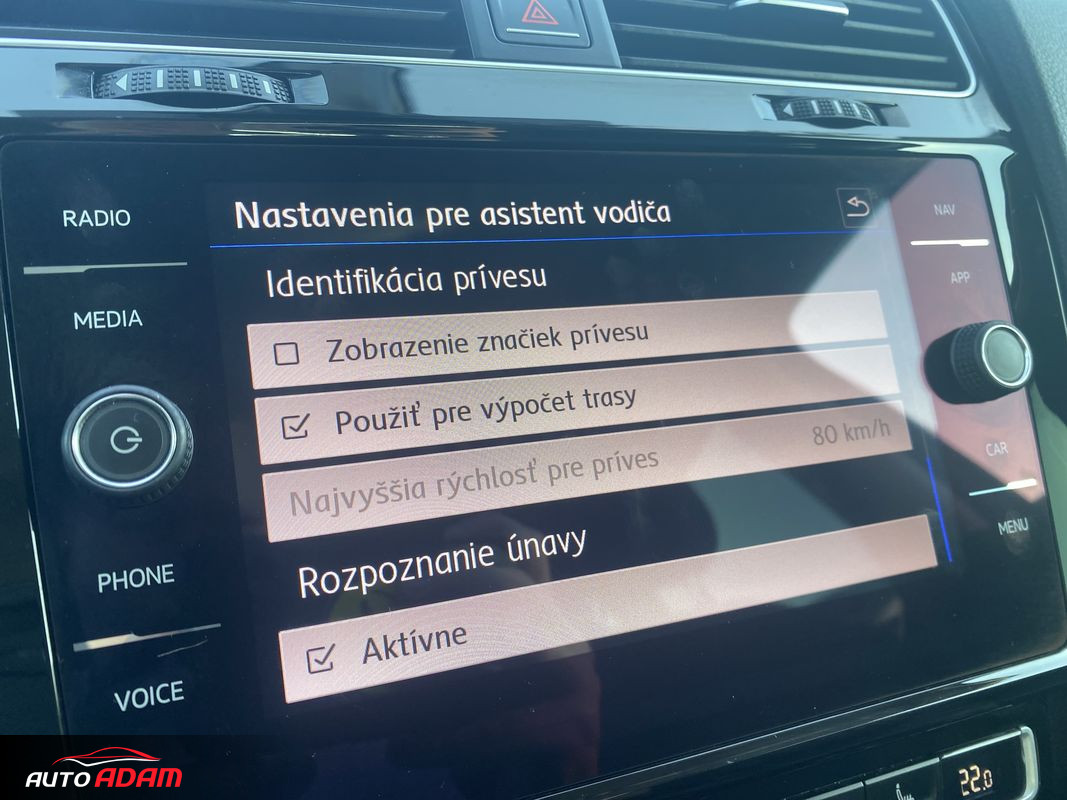 RADIO
MEDIA
PHONE
VOICE
Nastavenia pre asistent vodiča
Identifikácia prívesu
Zobrazenie značiek prívesu
Použiť pre výpočet trasy
Najvyššia rýchlosť pre príves 80 km/h
Rozpoznanie únavy
Aktívne
NAV
APP
CAR
MENU
22.0
AUTO ADAM